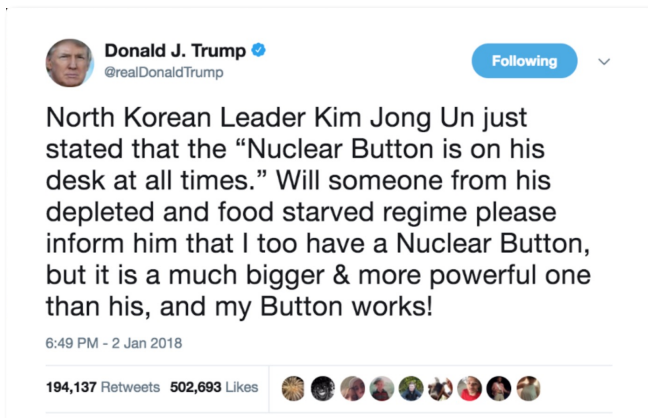 Donald J. Trump
@realDonaldTrump
Following
North Korean Leader Kim Jong Un just
stated that the “Nuclear Button is on his
desk at all times.” Will someone from his
depleted and food starved regime please
inform him that I too have a Nuclear Button,
but it is a much bigger & more powerful one
than his, and my Button works!
6:49 PM - 2 Jan 2018
194,137 Retweets 502,693 Likes